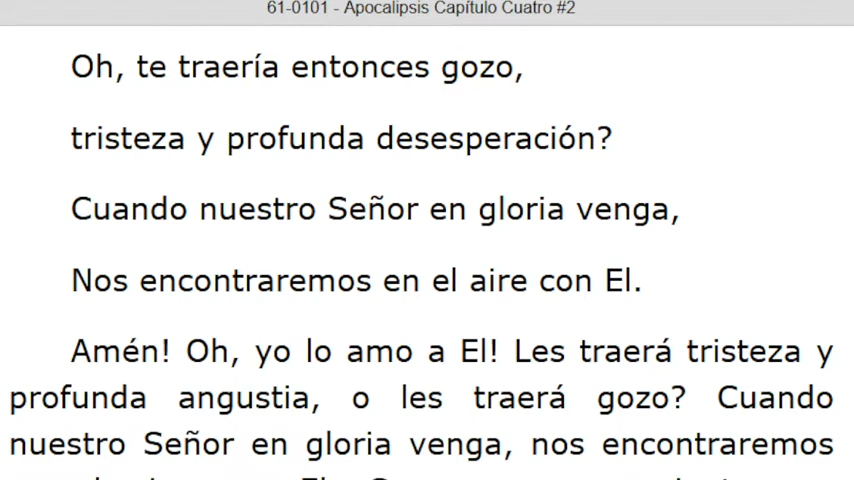 61-0101 - Apocalipsis Capítulo Cuatro #2
Oh, te traería entonces gozo,
tristeza y profunda desesperación?
Cuando nuestro Señor en gloria venga,
Nos encontraremos en el aire con El.
Amén! Oh, yo lo amo a El! Les traerá tristeza y
profunda angustia, o les traerá gozo? Cuando
nuestro Señor en gloria venga, nos encontraremos